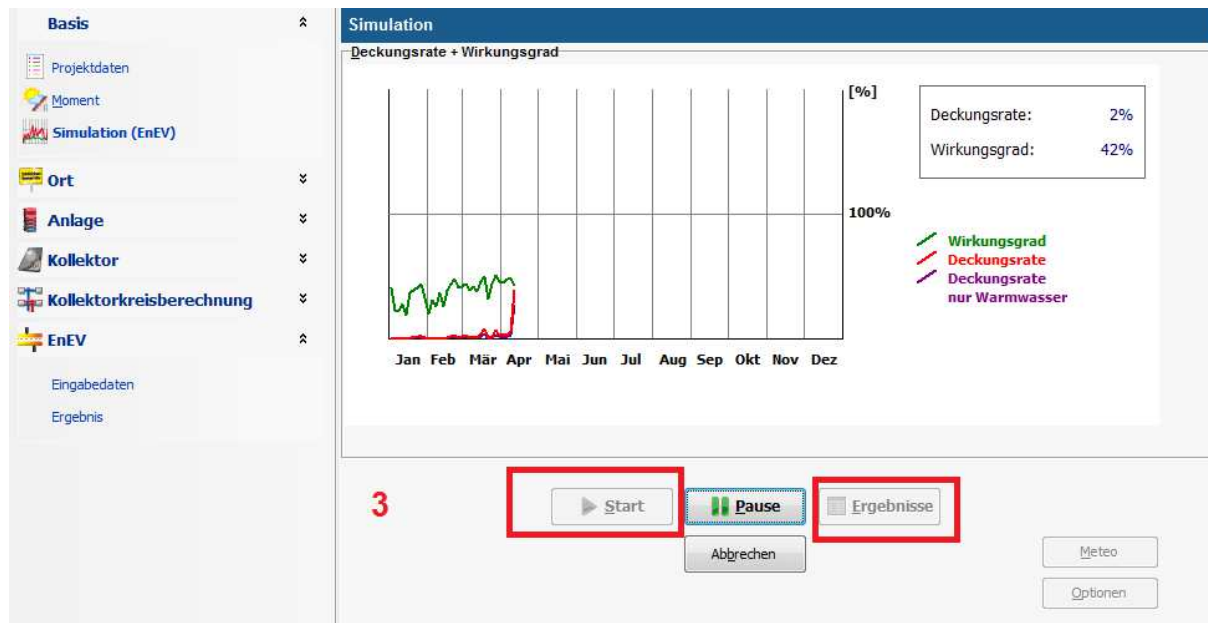 Basis
Projektdaten
Moment
Simulation (EnEV)
Ort
Anlage
Kollektor
Kollektorkreisberechnung
EnEV
Eingabedaten
Ergebnis
Simulation
Deckungsrate + Wirkungsgrad
[%]
100%
Jan Feb Mär Apr Mai Jun Jul Aug Sep Okt Nov Dez
Deckungsrate: 2%
Wirkungsgrad: 42%
Wirkungsgrad
Deckungsrate
Deckungsrate
nur Warmwasser
3
Start
Pause
Ergebnisse
Abbrechen
Meteo
Optionen